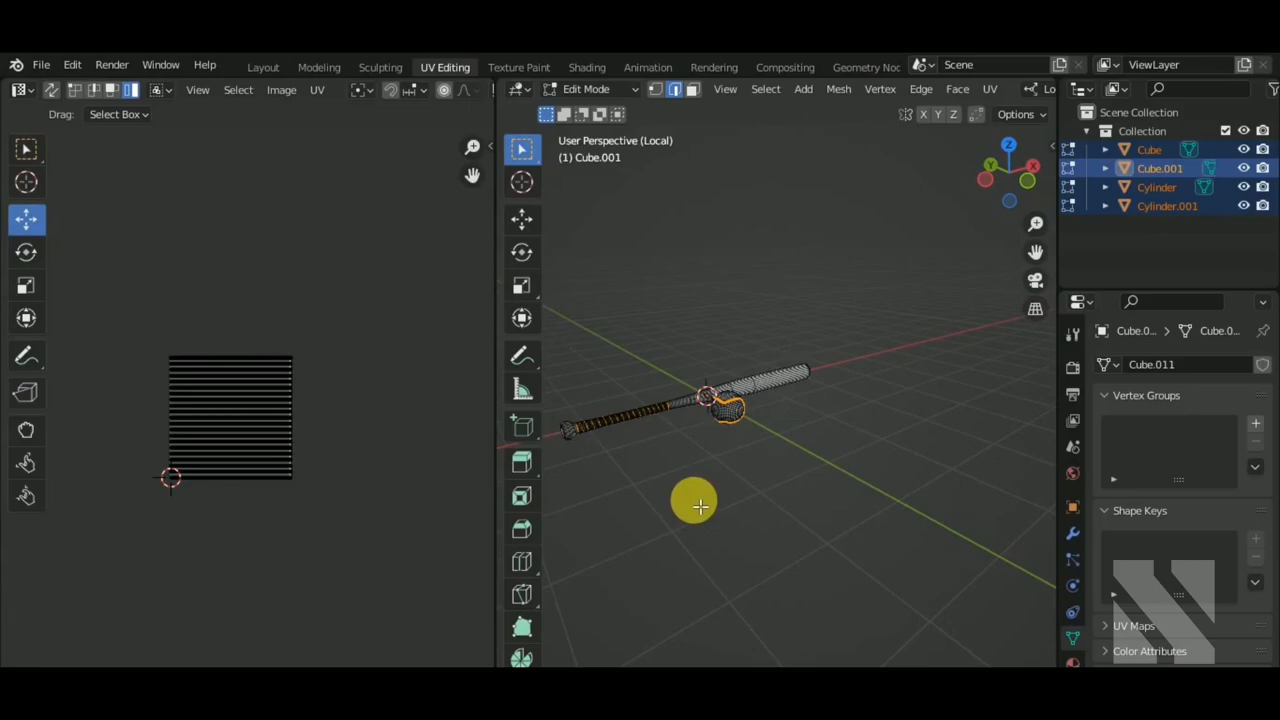 File Edit Render Window Help Layout Modeling Sculpting UV Editing Texture Paint Shading Animation Rendering Compositing Geometry Noc Scene ViewLayer
View Select Image UV Edit Mode View Select Add Mesh Vertex Edge Face UV Lo
Drag: Select Box X Y Z Options
Scene Collection
Collection
User Perspective (Local)
(1) Cube.001
Cube
Cube.001
Cylinder
Cylinder.001
Z
Y
X
Cube.0... Cube.0...
Cube.011
Vertex Groups
Shape Keys
UV Maps
Color Attributes
N